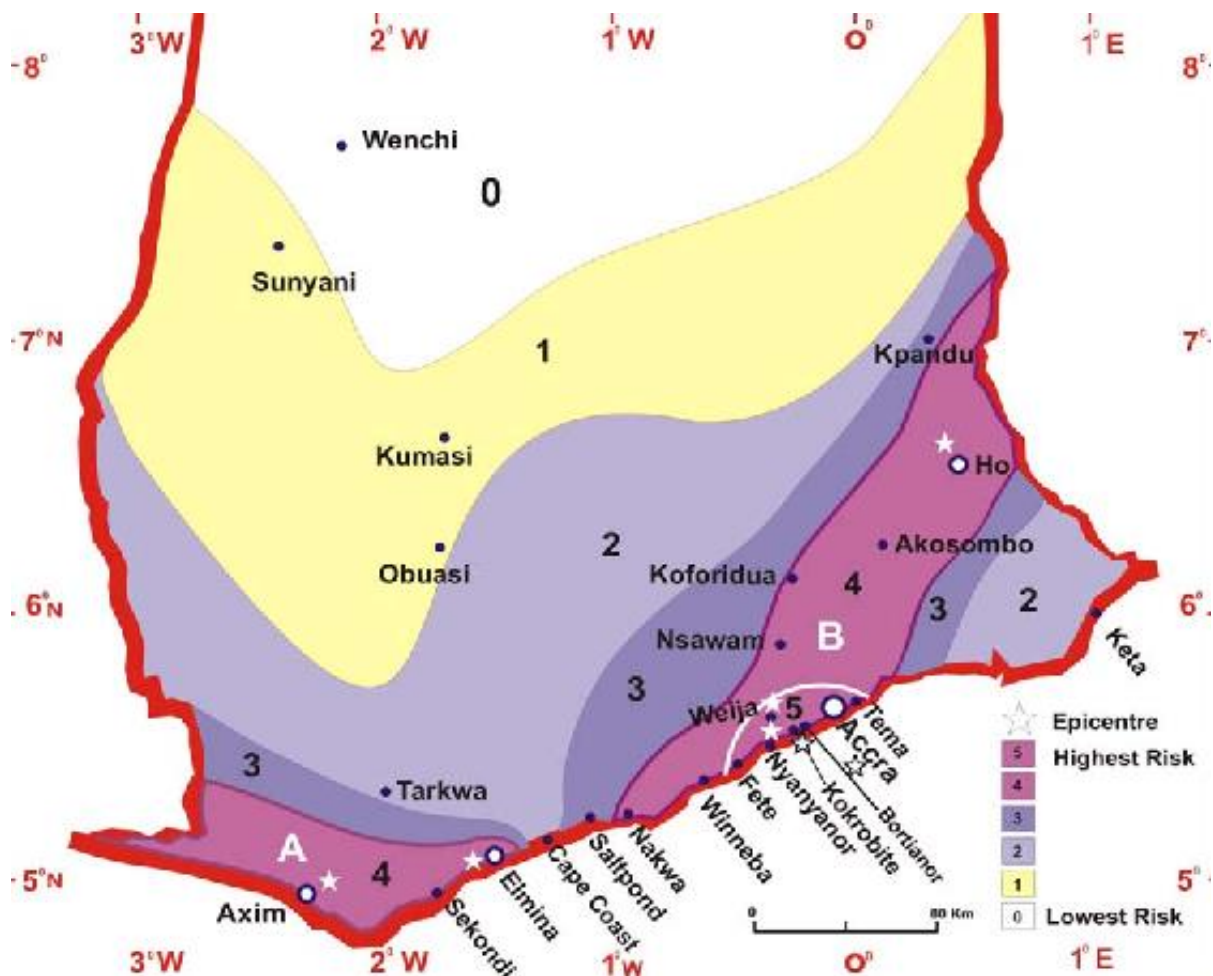 3°W 2°W 1°W 0° 1°E
8° 8°
Wenchi
0
Sunyani
7°N 7°
1
Kpandu
Kumasi
Ho
Obuasi
2
Akosombo
Koforidua
4
6°N 3 2 6°
Nsawam B
Keta
3
Weija 5
Tema
ACCRA
Epicentre
5 Highest Risk
4
3
2
1
0 Lowest Risk
3
Tarkwa
Bortianor
Kokrobite
Nyanyanor
Fete
Winneba
Nakwa
Saltpond
Cape Coast
Elmina
Sekondi
A
4
5°N 5°
Axim
0 80 Km
3°W 2°W 1°W 0° 1°E